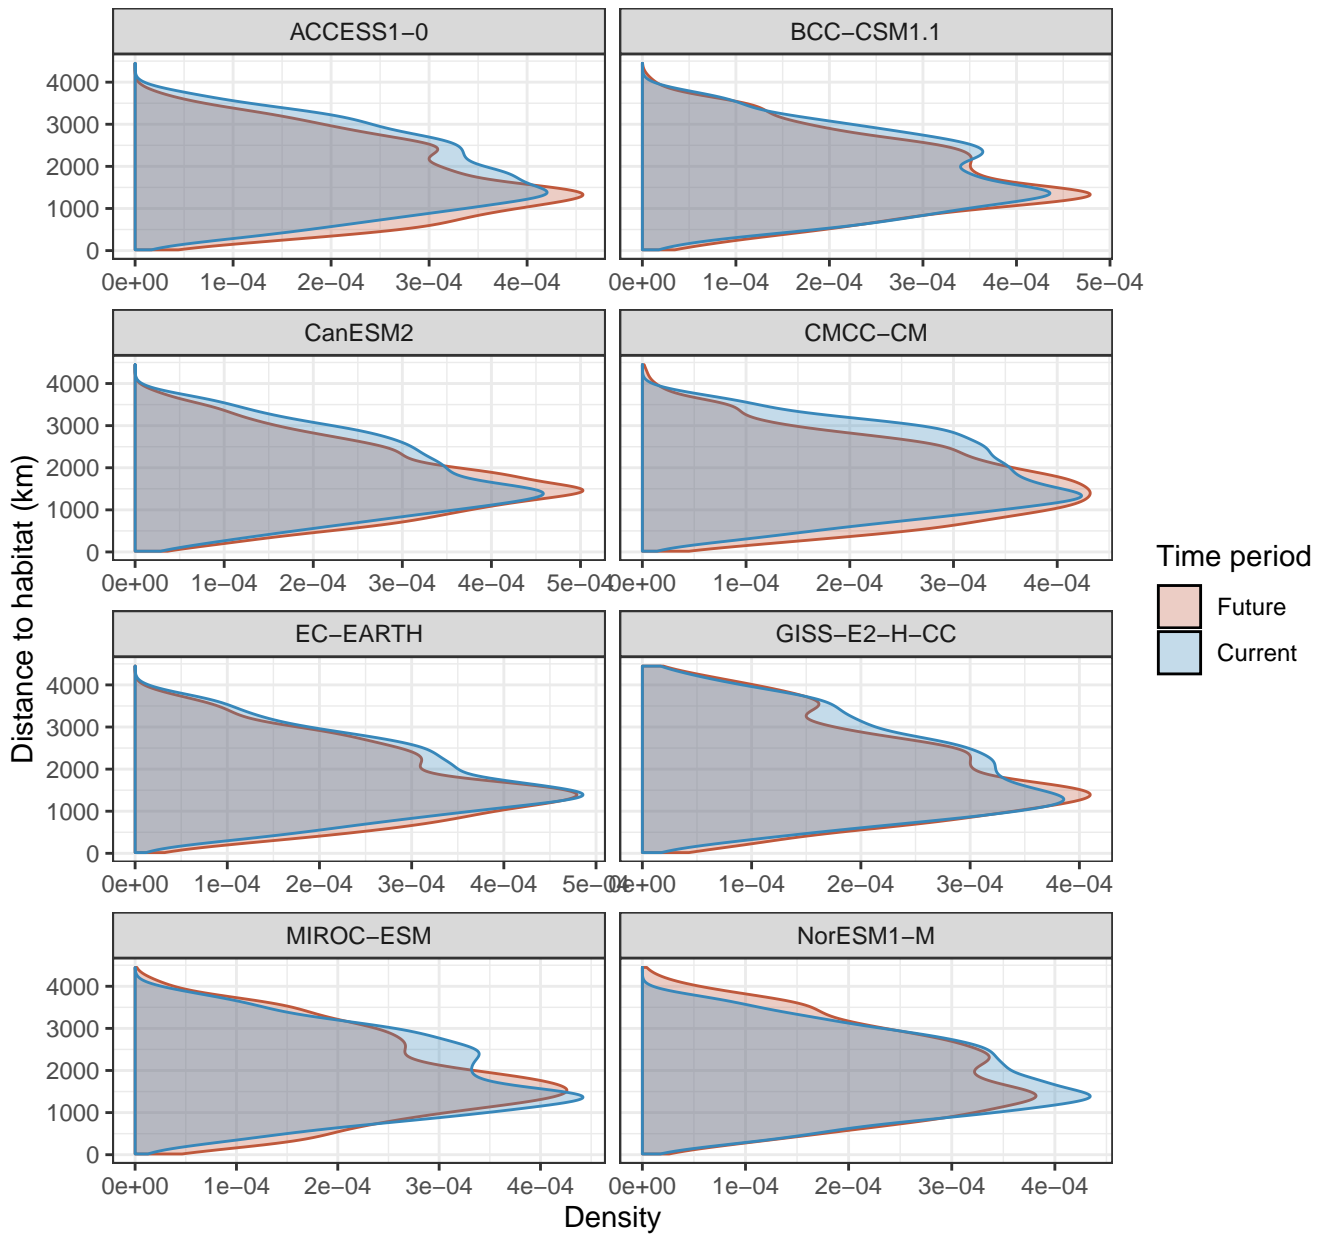 ACCESS1−0
BCC−CSM1.1
4000
3000
2000
1000
0
0e+00 1e−04 2e−04 3e−04 4e−04
0e+00 1e−04 2e−04 3e−04 4e−04 5e−04
CanESM2
CMCC−CM
4000
3000
2000
1000
0
0e+00 1e−04 2e−04 3e−04 4e−04 5e−04
0e+00 1e−04 2e−04 3e−04 4e−04
EC−EARTH
GISS−E2−H−CC
4000
3000
2000
1000
0
0e+00 1e−04 2e−04 3e−04 4e−04 5e−04
0e+00 1e−04 2e−04 3e−04 4e−04
MIROC−ESM
NorESM1−M
4000
3000
2000
1000
0
0e+00 1e−04 2e−04 3e−04 4e−04
0e+00 1e−04 2e−04 3e−04 4e−04
Density
Distance to habitat (km)
Time period
Future
Current